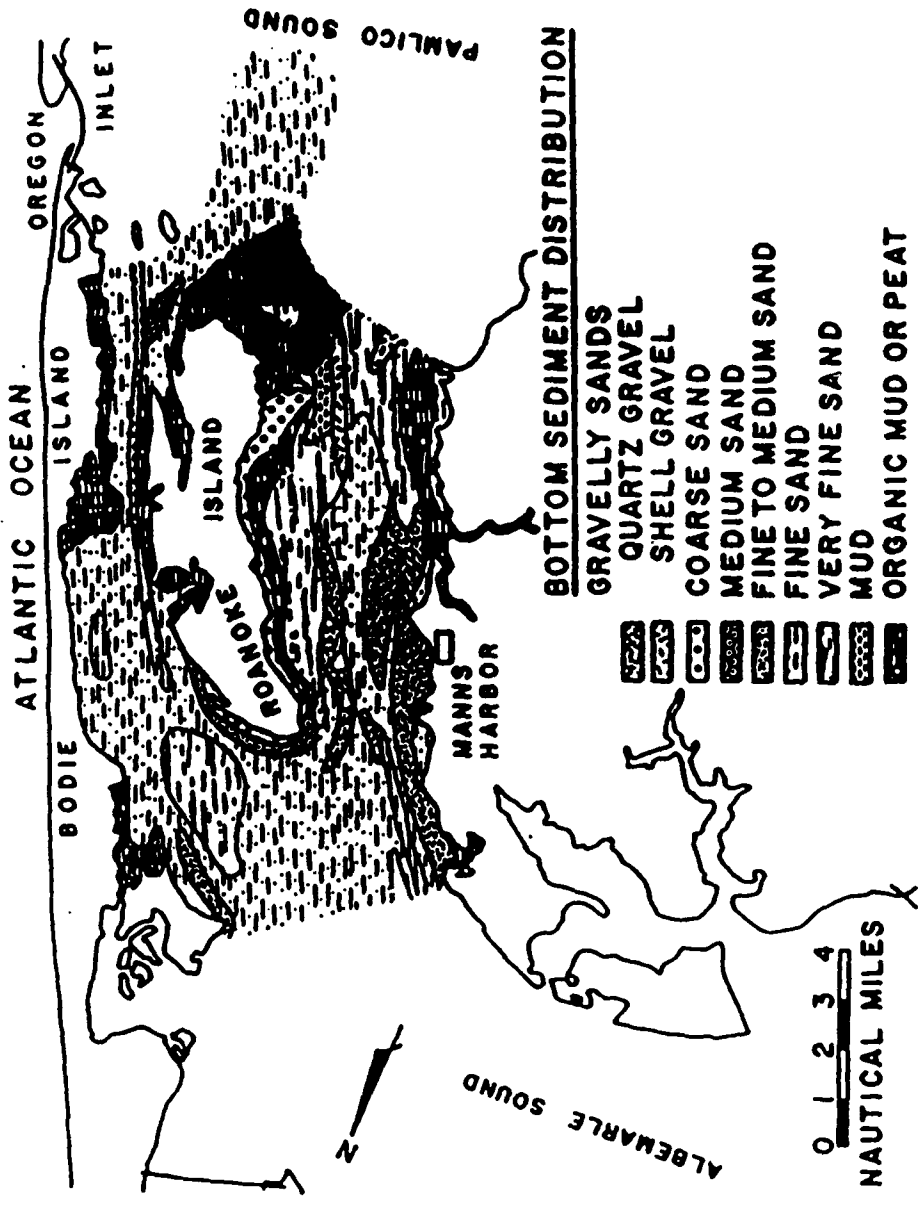 ATLANTIC OCEAN
BODIE ISLAND
OREGON
INLET
PAMLICO SOUND
ROANOKE ISLAND
MANNS
HARBOR
ALBEMARLE SOUND
N
0 1 2 3 4
NAUTICAL MILES
BOTTOM SEDIMENT DISTRIBUTION
GRAVELLY SANDS
QUARTZ GRAVEL
SHELL GRAVEL
COARSE SAND
MEDIUM SAND
FINE TO MEDIUM SAND
FINE SAND
VERY FINE SAND
MUD
ORGANIC MUD OR PEAT